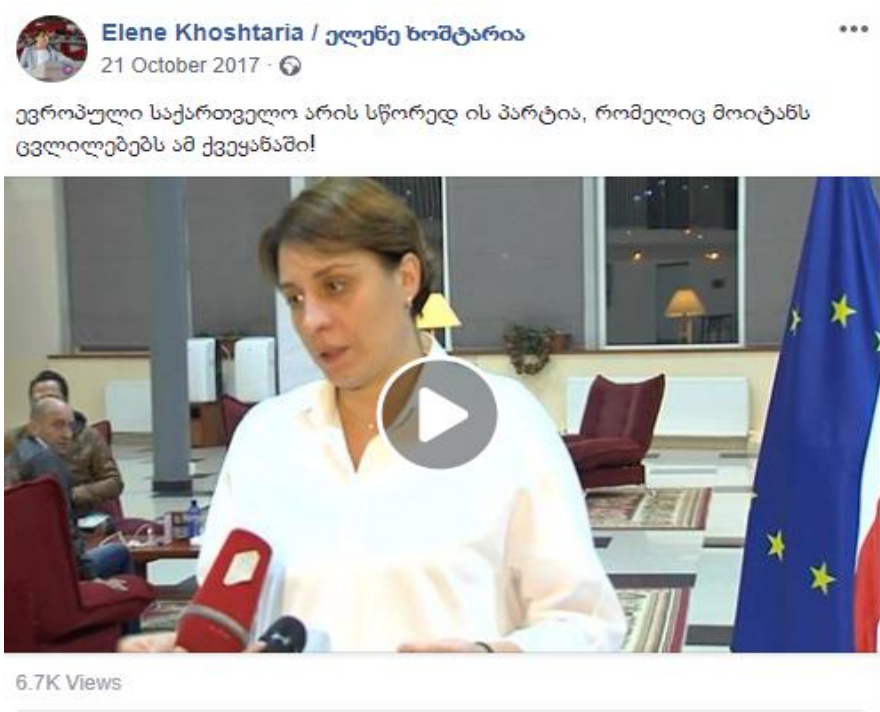 Elene Khoshtaria / ელენე ხოშტარია
21 October 2017 ·
ევროპული საქართველო არის სწორედ ის პარტია, რომელიც მოიტანს
ცვლილებებს ამ ქვეყანაში!
6.7K Views